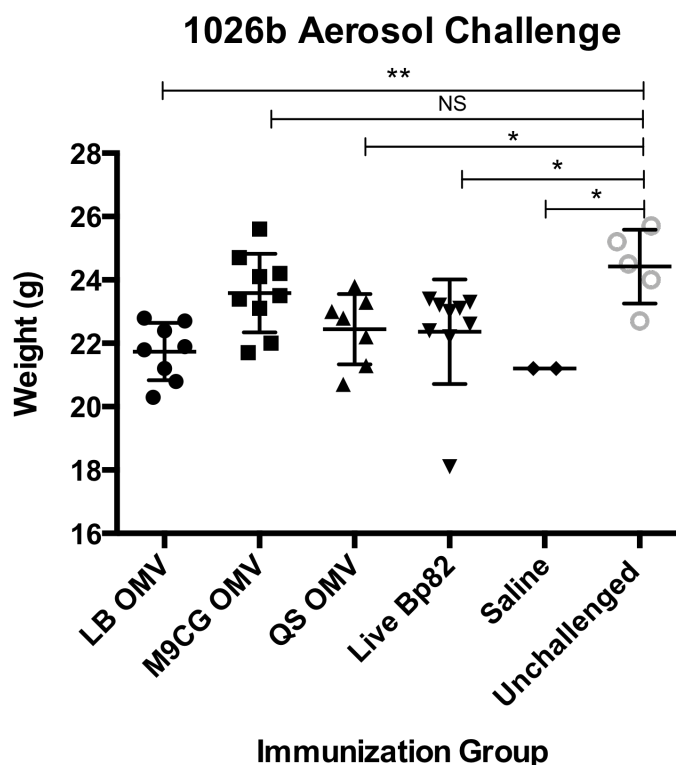 1026b Aerosol Challenge
**
NS
*
*
*
28
26
24
22
20
18
16
Weight (g)
LB OMV
M9CG OMV
QS OMV
Live Bp82
Saline
Unchallenged
Immunization Group